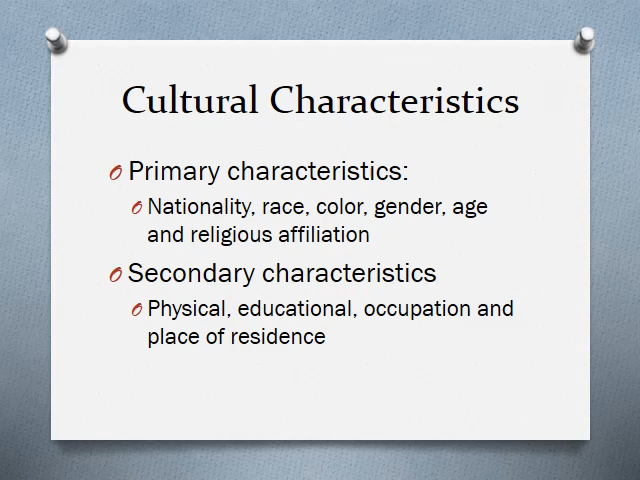 Cultural Characteristics
Primary characteristics:
Nationality, race, color, gender, age
and religious affiliation
Secondary characteristics
Physical, educational, occupation and
place of residence